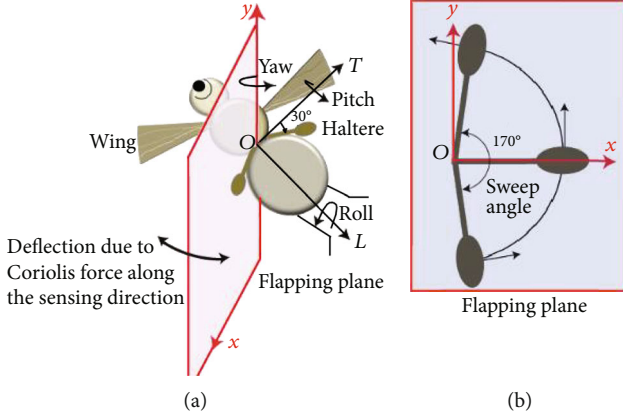 y
T
Yaw
Pitch
30°
Haltere
O
Wing
Roll
L
Deflection due to
Coriolis force along
the sensing direction
Flapping plane
x
(a)
y
170°
x
O
Sweep
angle
Flapping plane
(b)